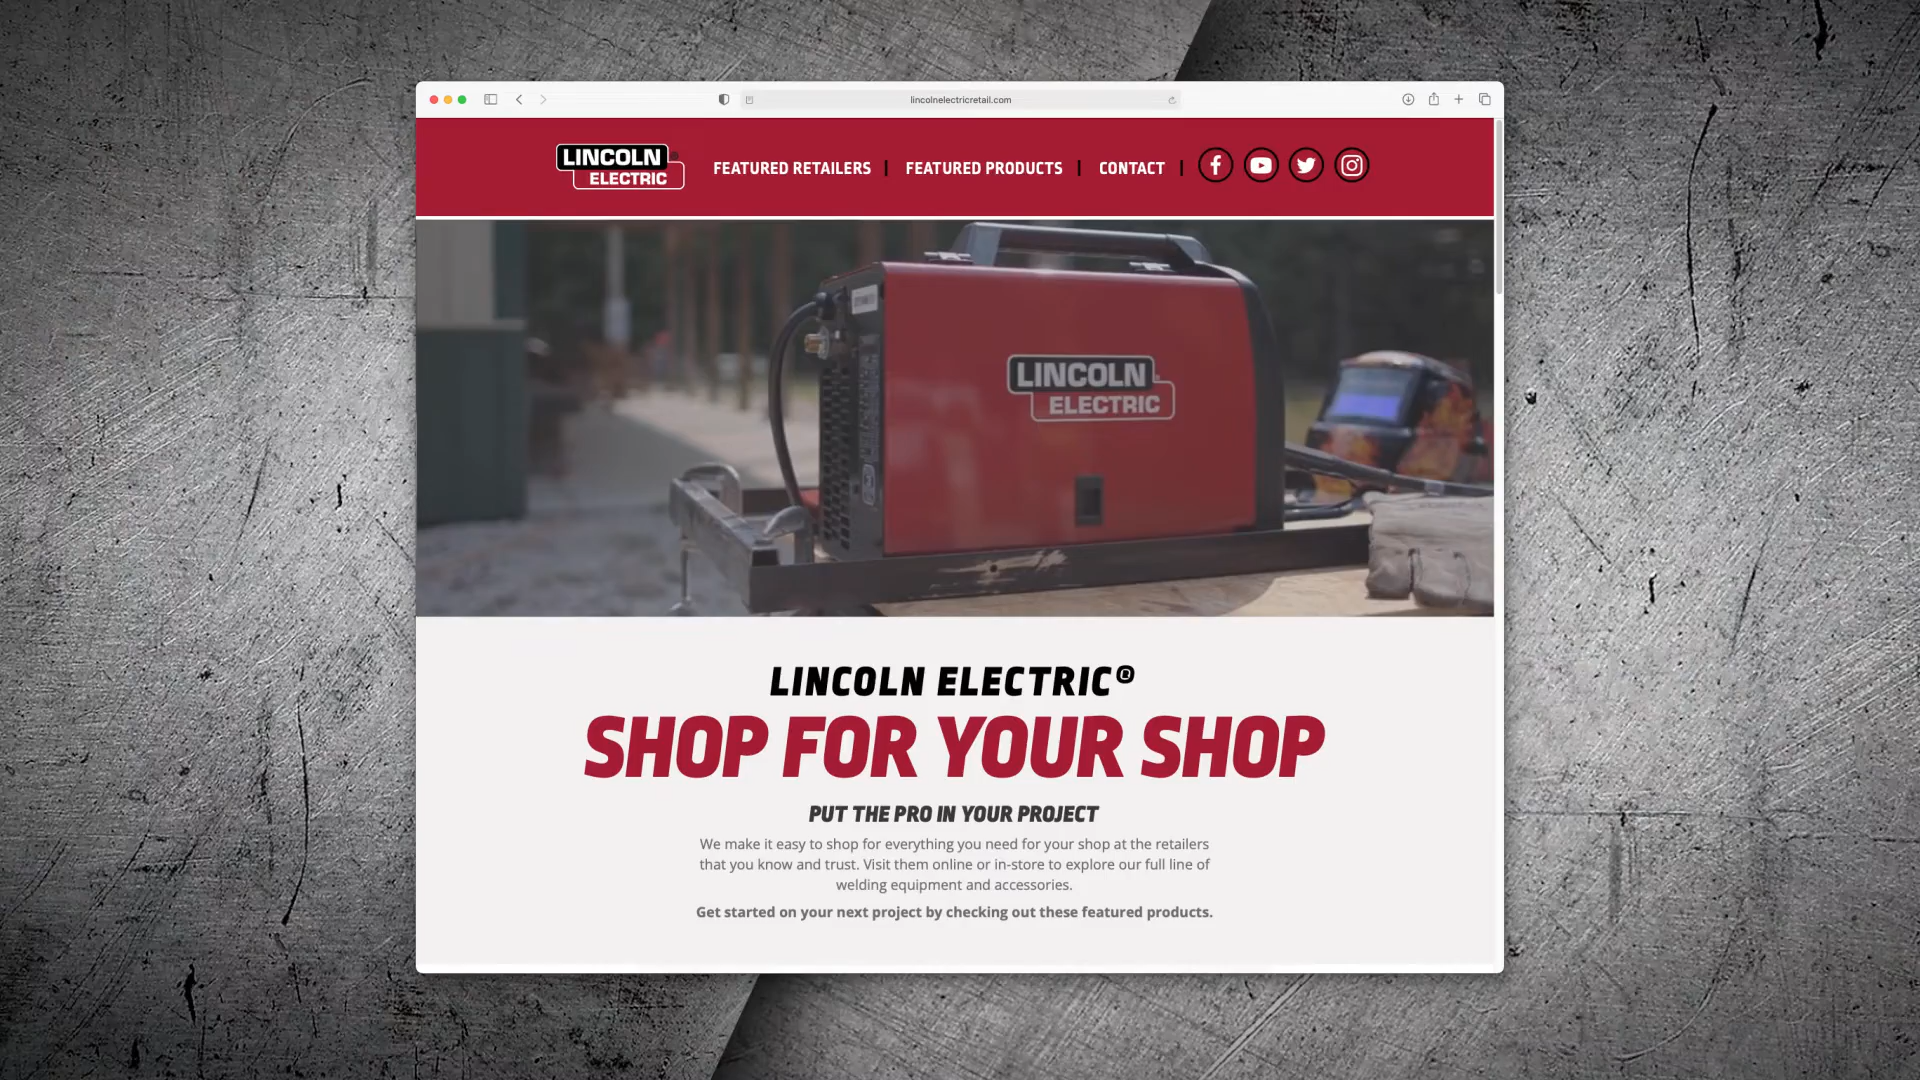 lincolnelectricretail.com
LINCOLN
ELECTRIC
FEATURED RETAILERS | FEATURED PRODUCTS | CONTACT |
LINCOLN
ELECTRIC
LINCOLN ELECTRIC®
SHOP FOR YOUR SHOP
PUT THE PRO IN YOUR PROJECT
We make it easy to shop for everything you need for your shop at the retailers
that you know and trust. Visit them online or in-store to explore our full line of
welding equipment and accessories.
Get started on your next project by checking out these featured products.